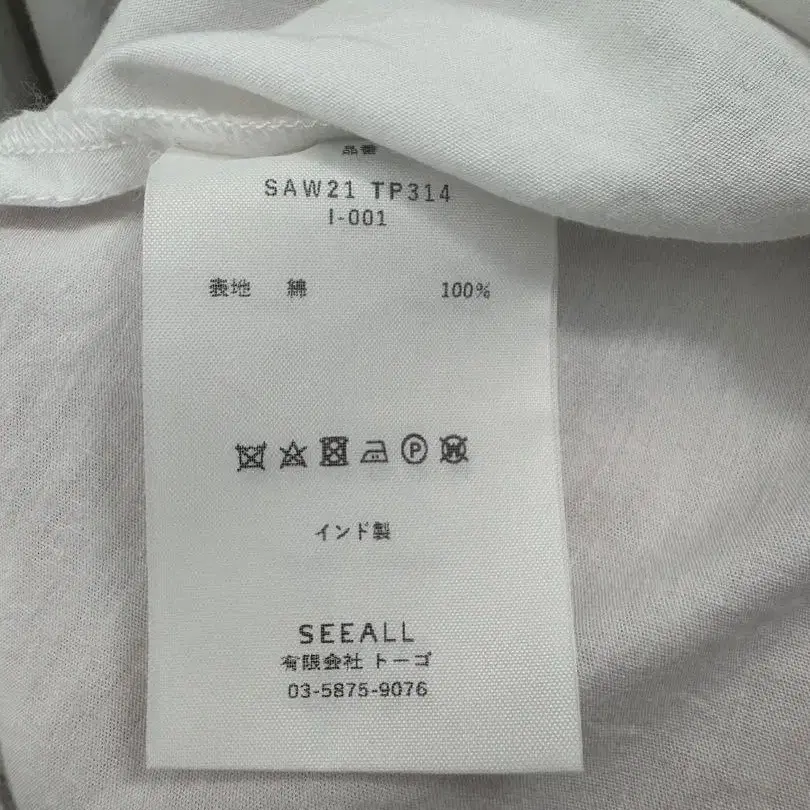 品番
SAW21 TP314
I-001
表地 綿 100%
P W
インド製
SEEALL
有限会社 トーゴ
03-5875-9076